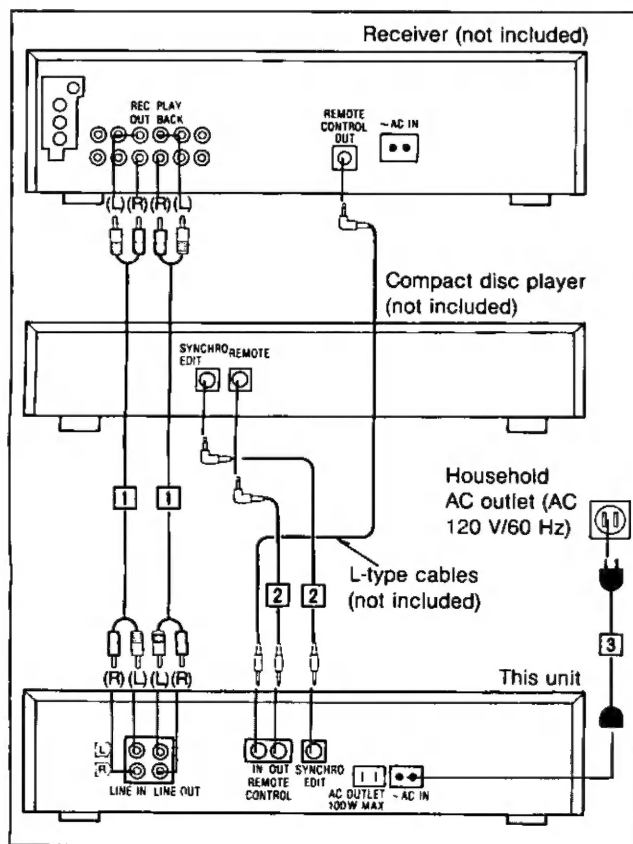 Receiver (not included)
REC PLAY
OUT BACK
REMOTE
CONTROL
OUT
~ AC IN
(L) (R) (R) (L)
Compact disc player
(not included)
SYNCHRO REMOTE
EDIT
Household
AC outlet (AC
120 V/60 Hz)
1 1
L-type cables
(not included)
2 2
3
(R) (L) (L) (R)
This unit
[L]
[R]
LINE IN LINE OUT
IN OUT
REMOTE
CONTROL
SYNCHRO
EDIT
AC OUTLET
100W MAX
~ AC IN